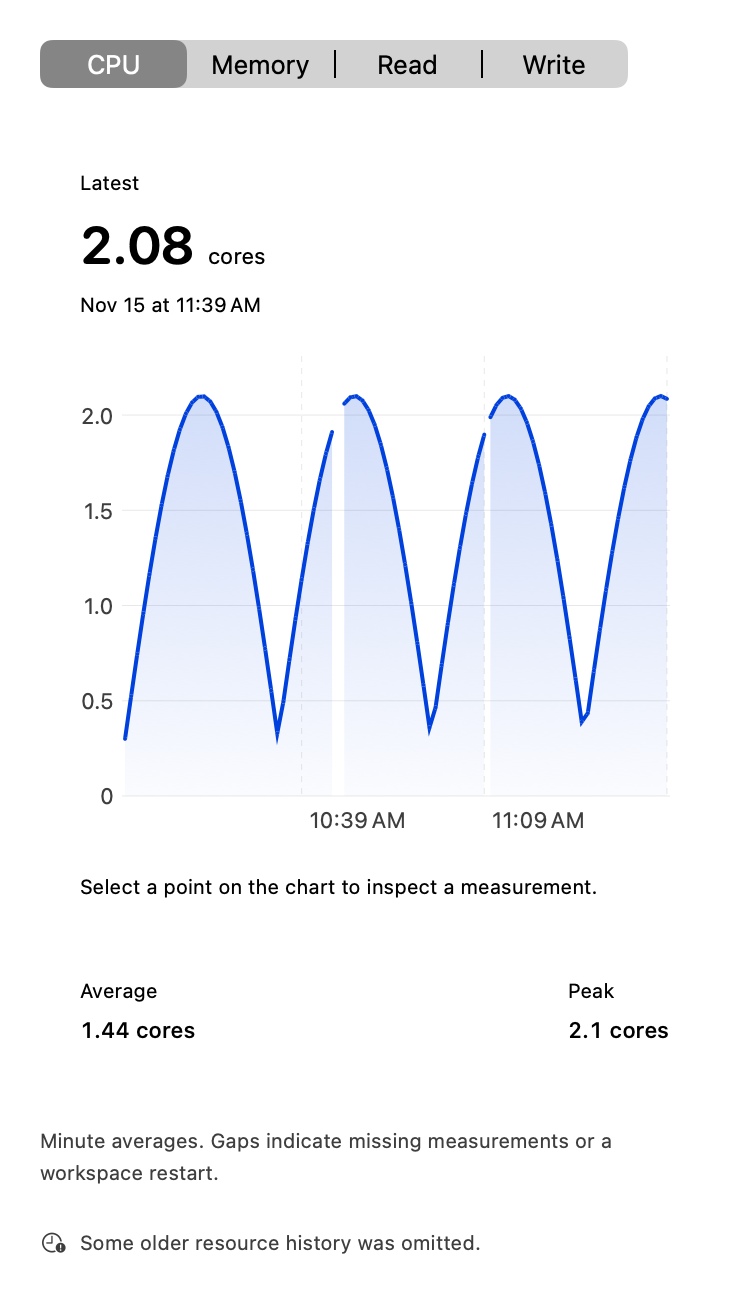 CPU Memory Read Write
Latest
2.08 cores
Nov 15 at 11:39 AM
2.0
1.5
1.0
0.5
0
10:39 AM 11:09 AM
Select a point on the chart to inspect a measurement.
Average Peak
1.44 cores 2.1 cores
Minute averages. Gaps indicate missing measurements or a
workspace restart.
Some older resource history was omitted.